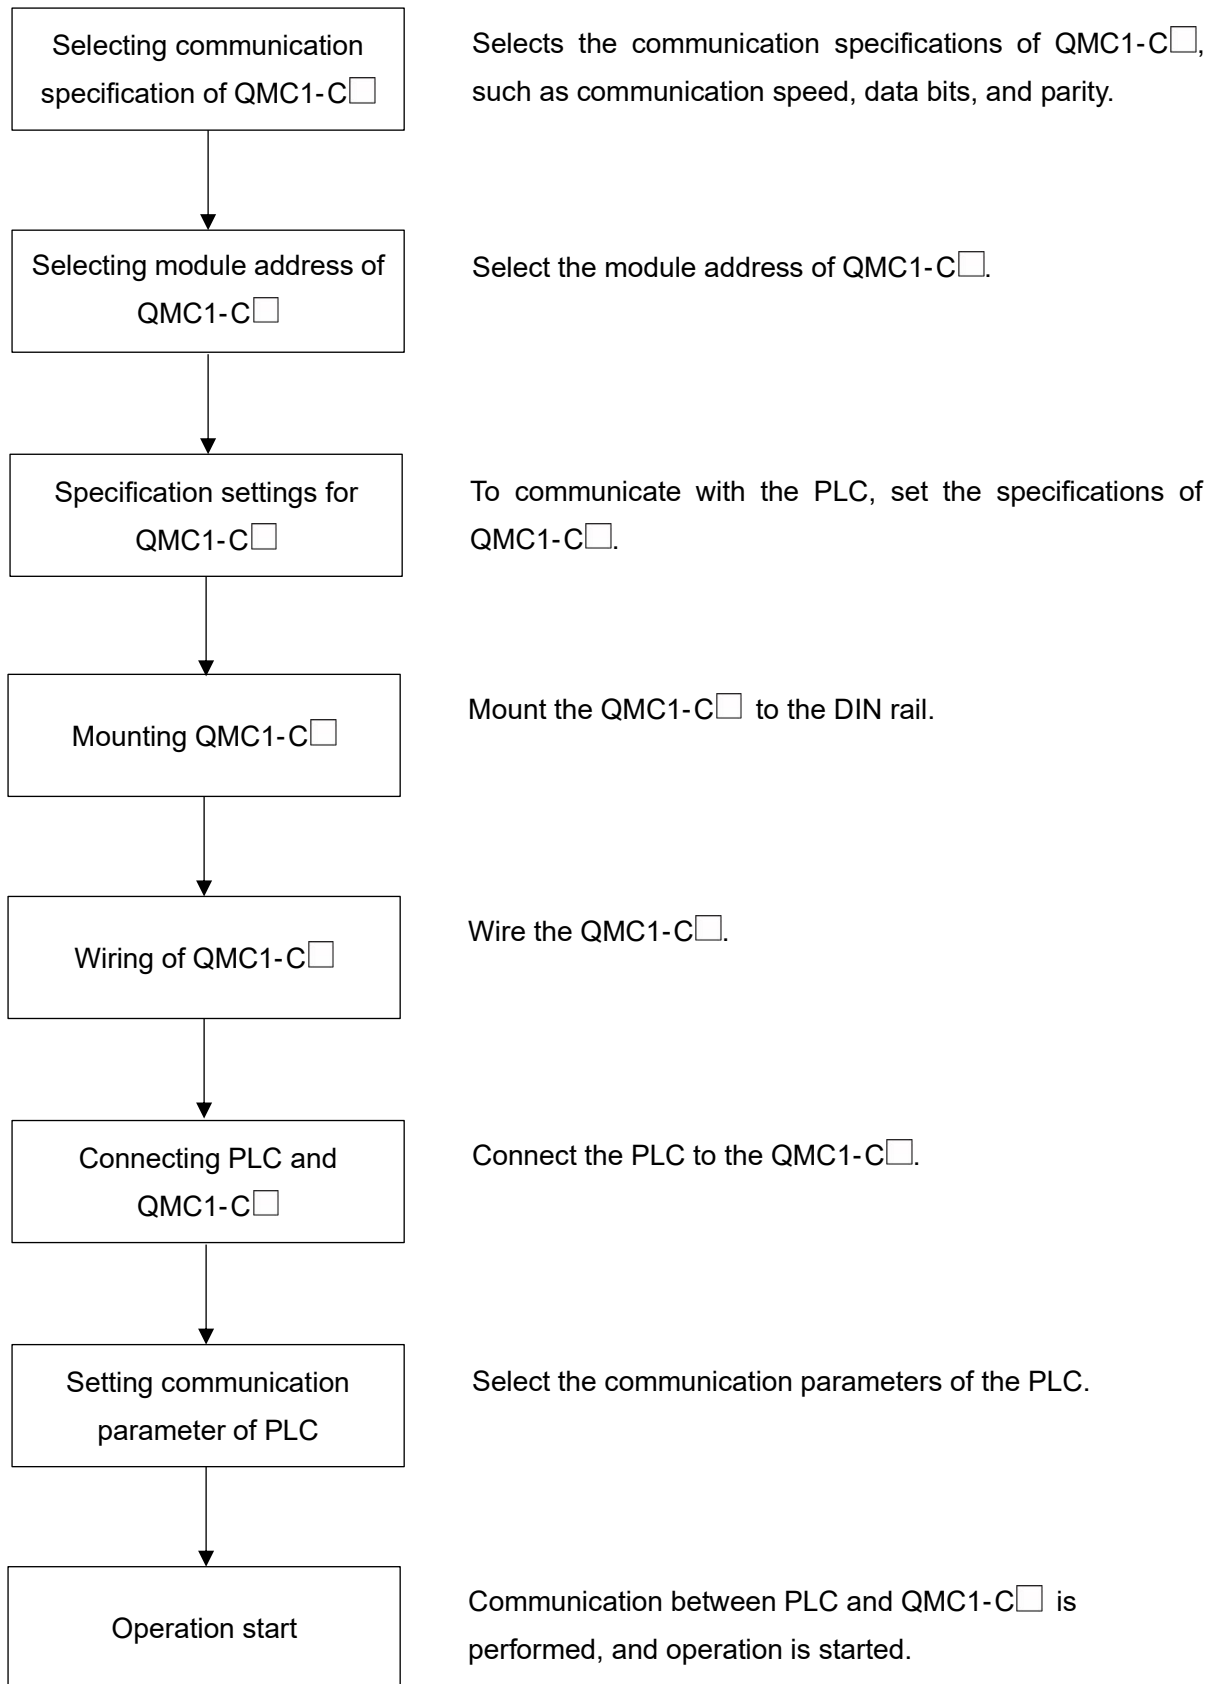 Selecting communication
specification of QMC1-C□
Selects the communication specifications of QMC1-C□,
such as communication speed, data bits, and parity.
Selecting module address of
QMC1-C□
Select the module address of QMC1-C□.
Specification settings for
QMC1-C□
To communicate with the PLC, set the specifications of
QMC1-C□.
Mounting QMC1-C□
Mount the QMC1-C□ to the DIN rail.
Wiring of QMC1-C□
Wire the QMC1-C□.
Connecting PLC and
QMC1-C□
Connect the PLC to the QMC1-C□.
Setting communication
parameter of PLC
Select the communication parameters of the PLC.
Operation start
Communication between PLC and QMC1-C□ is
performed, and operation is started.